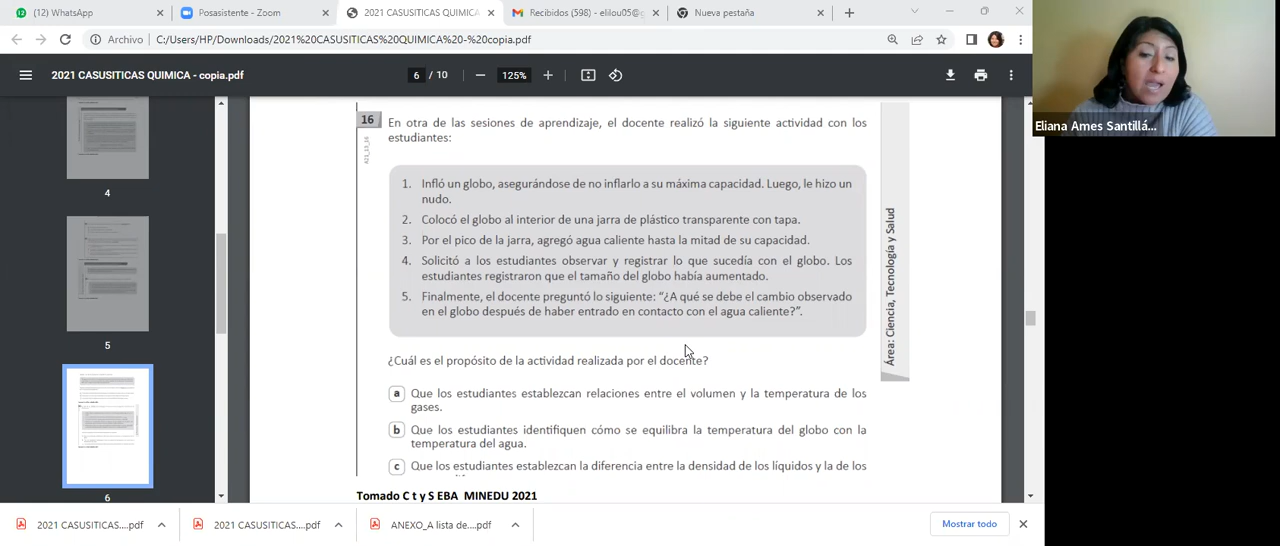 (12) WhatsApp
Posasistente - Zoom
2021 CASUSITICAS QUIMICA
Recibidos (598) - elilou05@g
Nueva pestaña
Archivo
C:/Users/HP/Downloads/2021%20CASUSITICAS%20QUIMICA%20-%20copia.pdf
2021 CASUSITICAS QUIMICA - copia.pdf
6 / 10
125%
Eliana Ames Santillá...
4
5
6
16
En otra de las sesiones de aprendizaje, el docente realizó la siguiente actividad con los
estudiantes:
1. Infló un globo, asegurándose de no inflarlo a su máxima capacidad. Luego, le hizo un
nudo.
2. Colocó el globo al interior de una jarra de plástico transparente con tapa.
3. Por el pico de la jarra, agregó agua caliente hasta la mitad de su capacidad.
4. Solicitó a los estudiantes observar y registrar lo que sucedía con el globo. Los
estudiantes registraron que el tamaño del globo había aumentado.
5. Finalmente, el docente preguntó lo siguiente: “¿A qué se debe el cambio observado
en el globo después de haber entrado en contacto con el agua caliente?”.
Área: Ciencia, Tecnología y Salud
¿Cuál es el propósito de la actividad realizada por el docente?
a Que los estudiantes establezcan relaciones entre el volumen y la temperatura de los
gases.
b Que los estudiantes identifiquen cómo se equilibra la temperatura del globo con la
temperatura del agua.
c Que los estudiantes establezcan la diferencia entre la densidad de los líquidos y la de los
Tomado C t y S EBA MINEDU 2021
2021 CASUSITICAS....pdf
2021 CASUSITICAS....pdf
ANEXO_A lista de....pdf
Mostrar todo